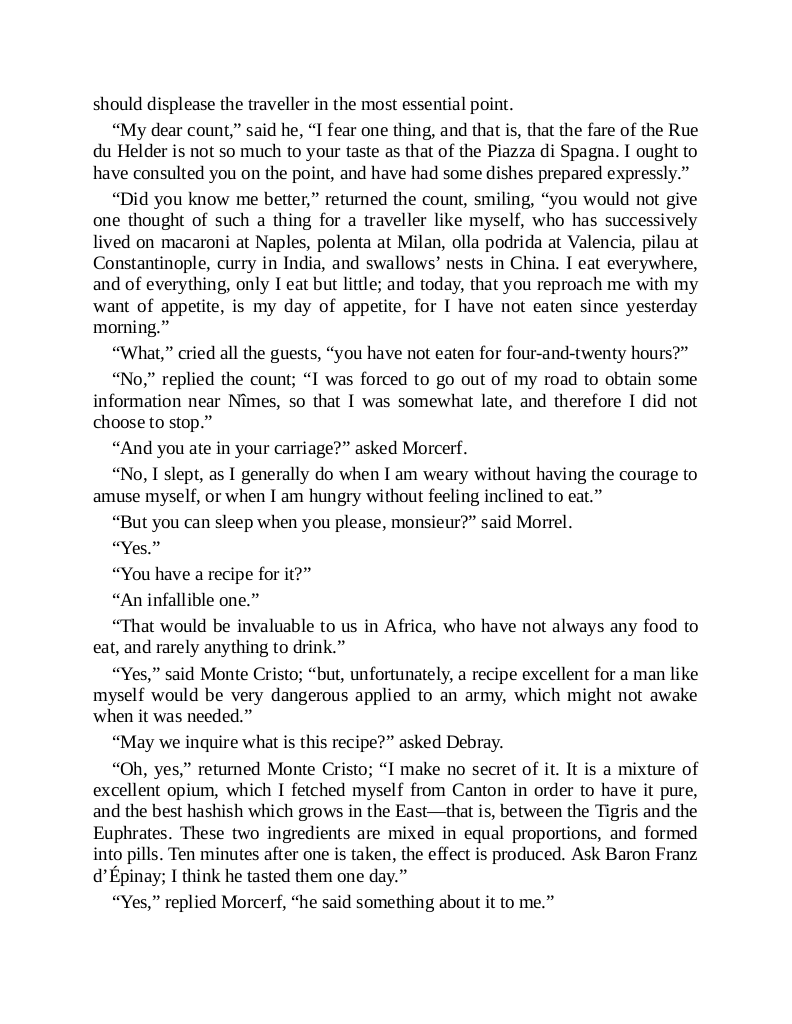 should displease the traveller in the most essential point.
“My dear count,” said he, “I fear one thing, and that is, that the fare of the Rue
du Helder is not so much to your taste as that of the Piazza di Spagna. I ought to
have consulted you on the point, and have had some dishes prepared expressly.”
“Did you know me better,” returned the count, smiling, “you would not give
one thought of such a thing for a traveller like myself, who has successively
lived on macaroni at Naples, polenta at Milan, olla podrida at Valencia, pilau at
Constantinople, curry in India, and swallows’ nests in China. I eat everywhere,
and of everything, only I eat but little; and today, that you reproach me with my
want of appetite, is my day of appetite, for I have not eaten since yesterday
morning.”
“What,” cried all the guests, “you have not eaten for four-and-twenty hours?”
“No,” replied the count; “I was forced to go out of my road to obtain some
information near Nîmes, so that I was somewhat late, and therefore I did not
choose to stop.”
“And you ate in your carriage?” asked Morcerf.
“No, I slept, as I generally do when I am weary without having the courage to
amuse myself, or when I am hungry without feeling inclined to eat.”
“But you can sleep when you please, monsieur?” said Morrel.
“Yes.”
“You have a recipe for it?”
“An infallible one.”
“That would be invaluable to us in Africa, who have not always any food to
eat, and rarely anything to drink.”
“Yes,” said Monte Cristo; “but, unfortunately, a recipe excellent for a man like
myself would be very dangerous applied to an army, which might not awake
when it was needed.”
“May we inquire what is this recipe?” asked Debray.
“Oh, yes,” returned Monte Cristo; “I make no secret of it. It is a mixture of
excellent opium, which I fetched myself from Canton in order to have it pure,
and the best hashish which grows in the East—that is, between the Tigris and the
Euphrates. These two ingredients are mixed in equal proportions, and formed
into pills. Ten minutes after one is taken, the effect is produced. Ask Baron Franz
d’Épinay; I think he tasted them one day.”
“Yes,” replied Morcerf, “he said something about it to me.”